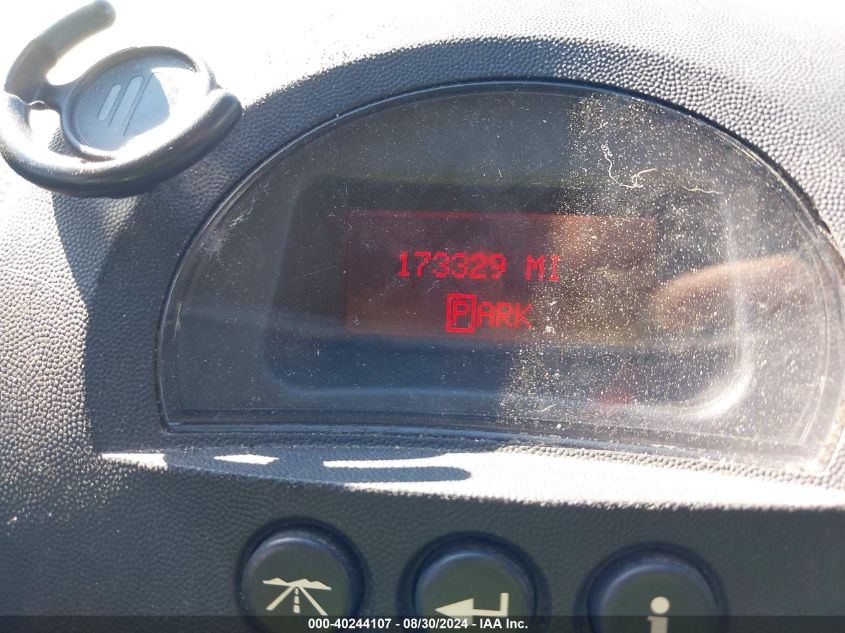 173329 MI
PARK
i
000-40244107 - 08/30/2024 - IAA Inc.